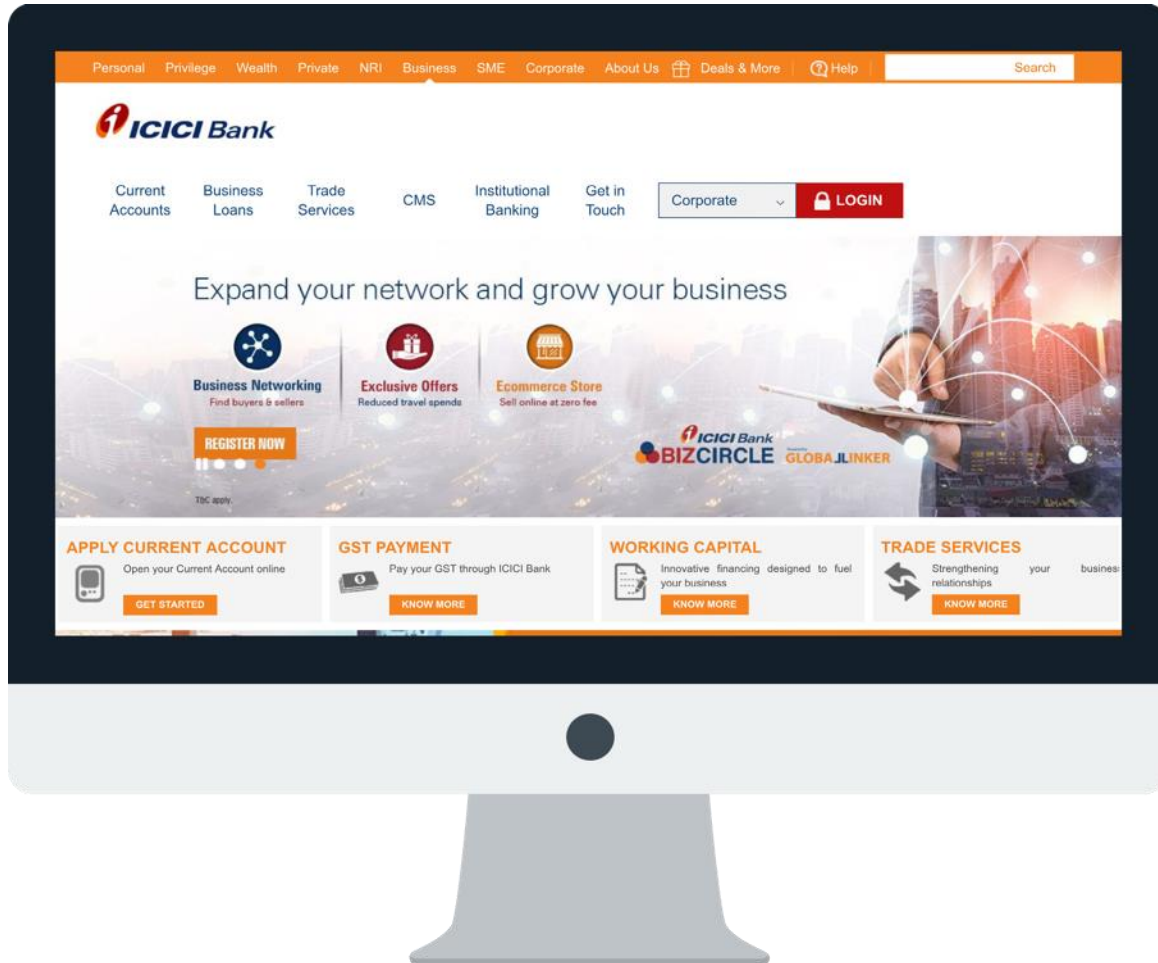 Personal Privilege Wealth Private NRI Business SME Corporate About Us Deals & More Help Search
ICICI Bank
Current Accounts
Business Loans
Trade Services
CMS
Institutional Banking
Get in Touch
Corporate
LOGIN
Expand your network and grow your business
Business Networking
Find buyers & sellers
Exclusive Offers
Reduced travel spends
Ecommerce Store
Sell online at zero fee
REGISTER NOW
T&C apply.
ICICI Bank
BIZCIRCLE
GLOBALLINKER
APPLY CURRENT ACCOUNT
Open your Current Account online
GET STARTED
GST PAYMENT
Pay your GST through ICICI Bank
KNOW MORE
WORKING CAPITAL
Innovative financing designed to fuel
your business
KNOW MORE
TRADE SERVICES
Strengthening your busines
relationships
KNOW MORE